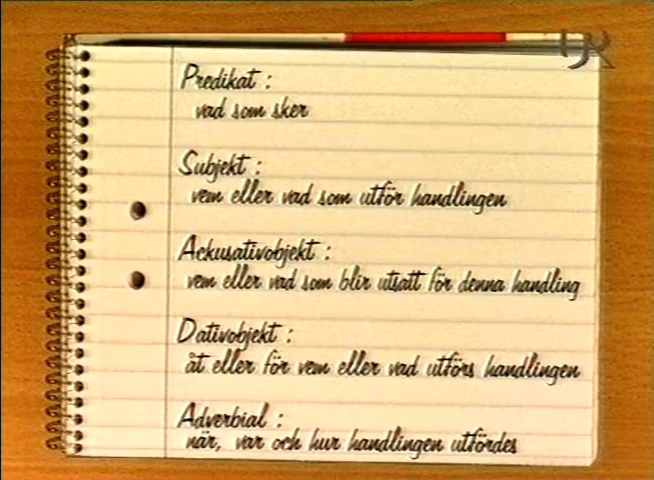 UR
Predikat :
vad som sker
Subjekt :
vem eller vad som utför handlingen
Ackusativobjekt :
vem eller vad som blir utsatt för denna handling
Dativobjekt :
åt eller för vem eller vad utförs handlingen
Adverbial :
när, var och hur handlingen utfördes